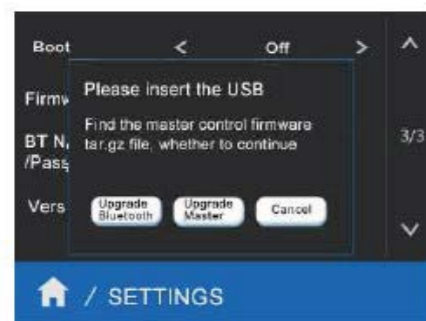 Boot < Off >
Please insert the USB
Firmw
Find the master control firmware
tar.gz file, whether to continue
BT N
/Pass
3/3
Vers
Upgrade Bluetooth
Upgrade Master
Cancel
/ SETTINGS